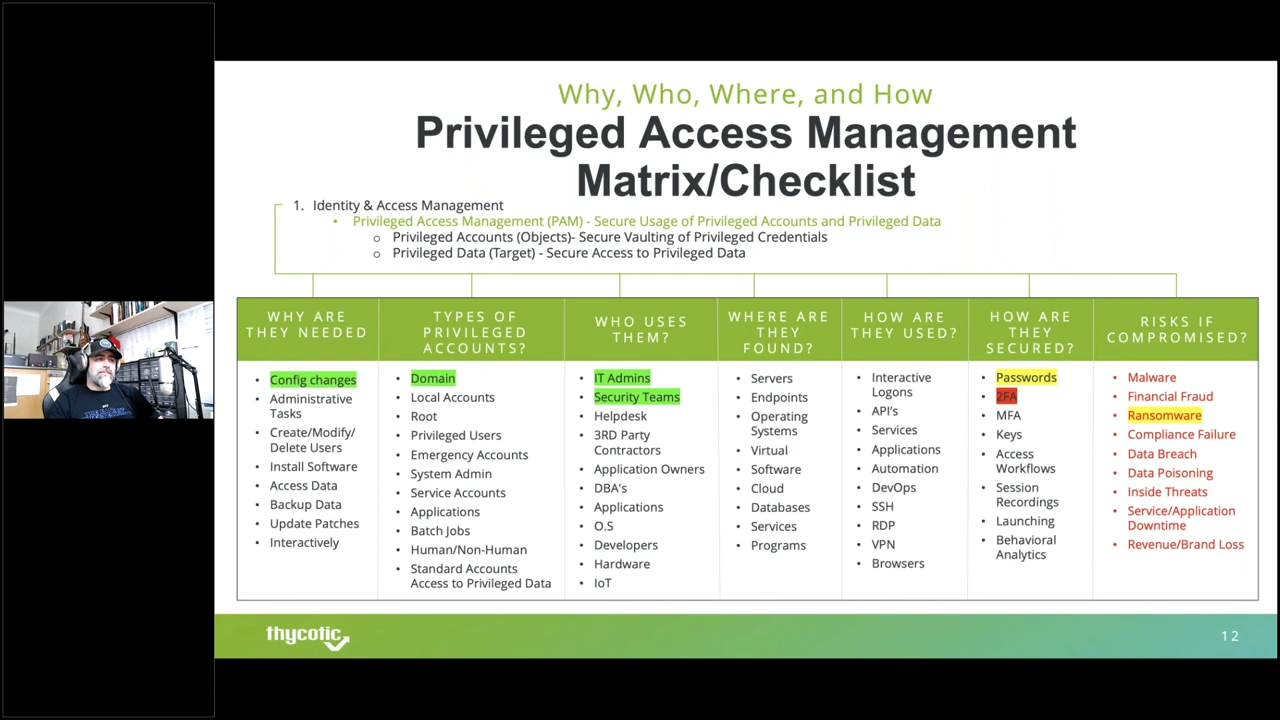 Why, Who, Where, and How
Privileged Access Management
Matrix/Checklist
1. Identity & Access Management
• Privileged Access Management (PAM) - Secure Usage of Privileged Accounts and Privileged Data
o Privileged Accounts (Objects)- Secure Vaulting of Privileged Credentials
o Privileged Data (Target) - Secure Access to Privileged Data
WHY ARE
THEY NEEDED
• Config changes
• Administrative
Tasks
• Create/Modify/
Delete Users
• Install Software
• Access Data
• Backup Data
• Update Patches
• Interactively
TYPES OF
PRIVILEGED
ACCOUNTS?
• Domain
• Local Accounts
• Root
• Privileged Users
• Emergency Accounts
• System Admin
• Service Accounts
• Applications
• Batch Jobs
• Human/Non-Human
• Standard Accounts
Access to Privileged Data
WHO USES
THEM?
• IT Admins
• Security Teams
• Helpdesk
• 3RD Party
Contractors
• Application Owners
• DBA's
• Applications
• O.S
• Developers
• Hardware
• IoT
WHERE ARE
THEY
FOUND?
• Servers
• Endpoints
• Operating
Systems
• Virtual
• Software
• Cloud
• Databases
• Services
• Programs
HOW ARE
THEY USED?
• Interactive
Logons
• API's
• Services
• Applications
• Automation
• DevOps
• SSH
• RDP
• VPN
• Browsers
HOW ARE
THEY
SECURED?
• Passwords
• 2FA
• MFA
• Keys
• Access
Workflows
• Session
Recordings
• Launching
• Behavioral
Analytics
RISKS IF
COMPROMISED?
• Malware
• Financial Fraud
• Ransomware
• Compliance Failure
• Data Breach
• Data Poisoning
• Inside Threats
• Service/Application
Downtime
• Revenue/Brand Loss
thycotic
12